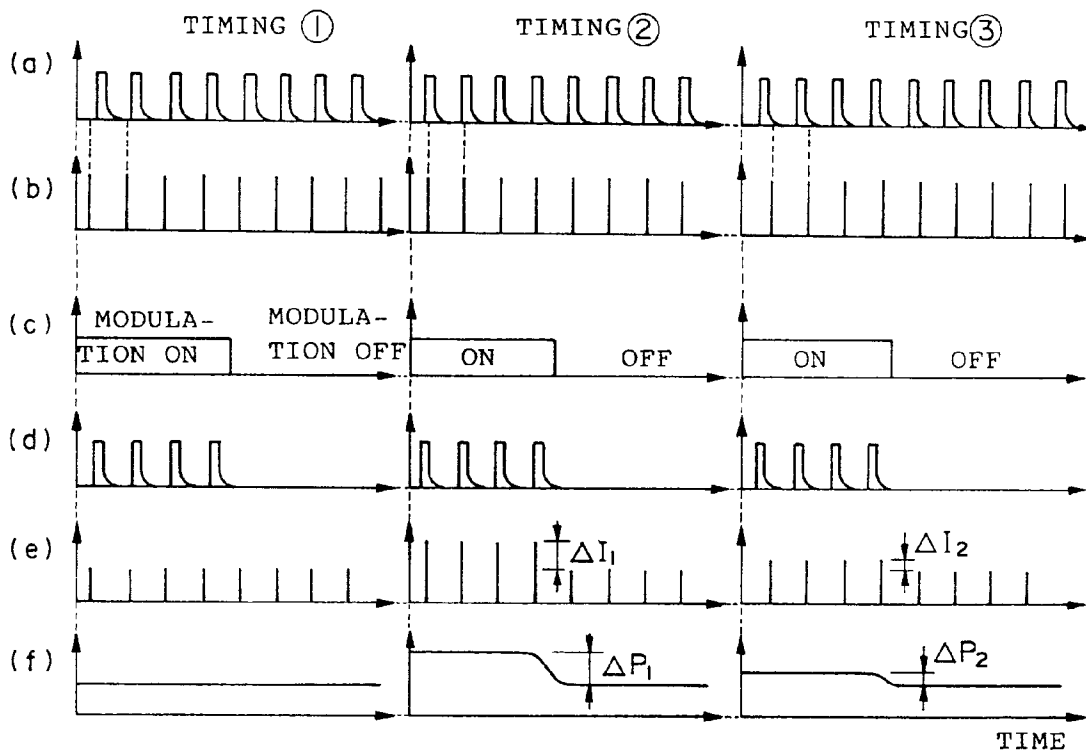 TIMING ① TIMING ② TIMING ③
(a)
(b)
(c) MODULA- MODULA-
TION ON TION OFF ON OFF ON OFF
(d)
(e) ΔI₁ ΔI₂
(f) ΔP₁ ΔP₂
TIME